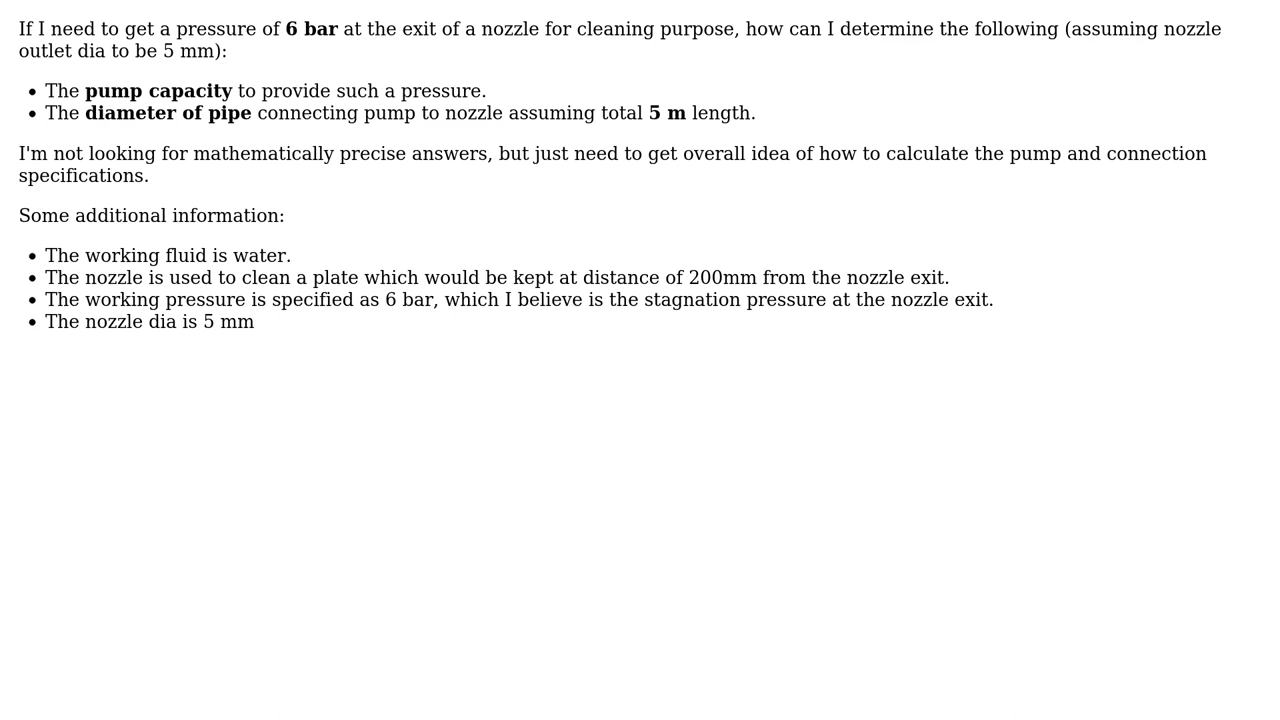 If I need to get a pressure of 6 bar at the exit of a nozzle for cleaning purpose, how can I determine the following (assuming nozzle
outlet dia to be 5 mm):
• The pump capacity to provide such a pressure.
• The diameter of pipe connecting pump to nozzle assuming total 5 m length.
I'm not looking for mathematically precise answers, but just need to get overall idea of how to calculate the pump and connection
specifications.
Some additional information:
• The working fluid is water.
• The nozzle is used to clean a plate which would be kept at distance of 200mm from the nozzle exit.
• The working pressure is specified as 6 bar, which I believe is the stagnation pressure at the nozzle exit.
• The nozzle dia is 5 mm